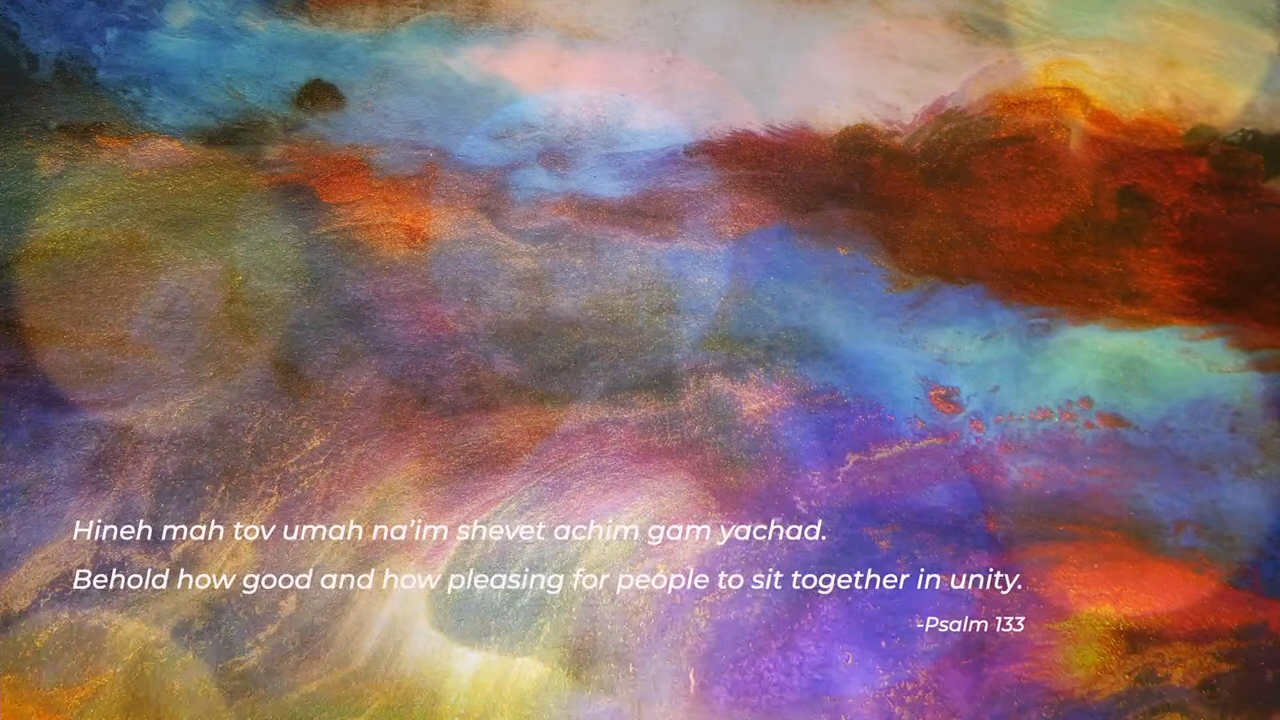 Hineh mah tov umah na’im shevet achim gam yachad.
Behold how good and how pleasing for people to sit together in unity.
-Psalm 133